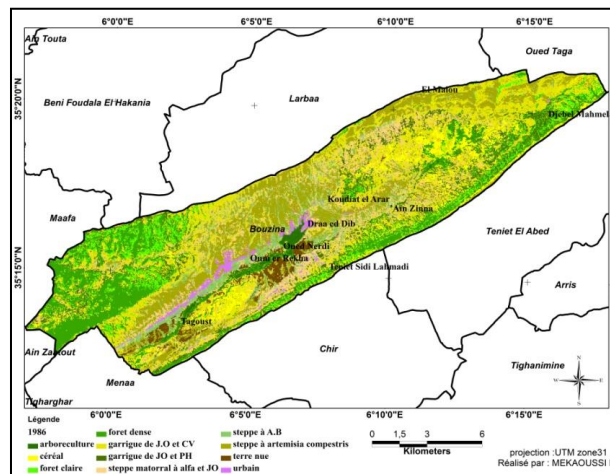 6°0'0"E 6°5'0"E 6°10'0"E 6°15'0"E
Ain Touta
Oued Taga
35°20'0"N
El Malou
Beni Foudala El Hakania
Larbaa
Djebel Mahmel
Koudiat el Arar
Maafa
Ain Zinna
Draa ed Dib
Bouzina
Oued Nerdi
Teniet El Abed
35°15'0"N
Oum er Rekha
Teniet Sidi Lahmadi
Arris
Tagoust
Ain Zaatout
Chir
Menaa
Tighanimine
Tigharghar
6°0'0"E 6°5'0"E 6°10'0"E 6°15'0"E
N
W E
S
Légende
1986
arboreculture
céréal
foret claire
foret dense
garrigue de J.O et CV
garrigue de JO et PH
steppe matorral à alfa et JO
steppe à A.B
steppe à artemisia compestris
terre nue
urbain
0 1,5 3 6
Kilometers
projection :UTM zone31
Réalisé par : MEKAOUSSI